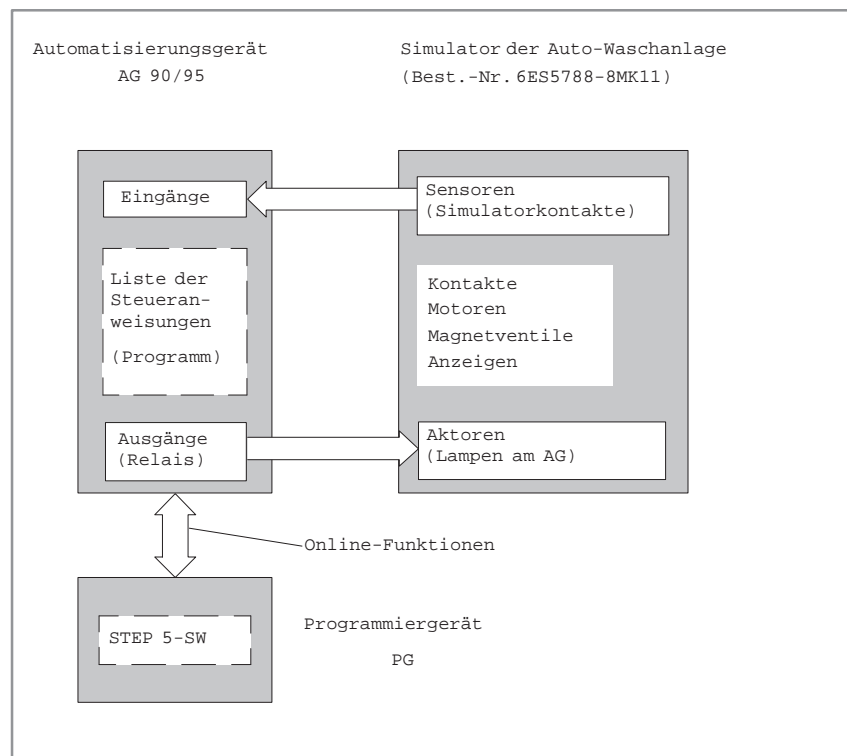 Automatisierungsgerät
AG 90/95
Simulator der Auto-Waschanlage
(Best.-Nr. 6ES5788-8MK11)
Eingänge
Sensoren
(Simulatorkontakte)
Liste der
Steueran-
weisungen
(Programm)
Kontakte
Motoren
Magnetventile
Anzeigen
Ausgänge
(Relais)
Aktoren
(Lampen am AG)
Online-Funktionen
STEP 5-SW
Programmiergerät
PG